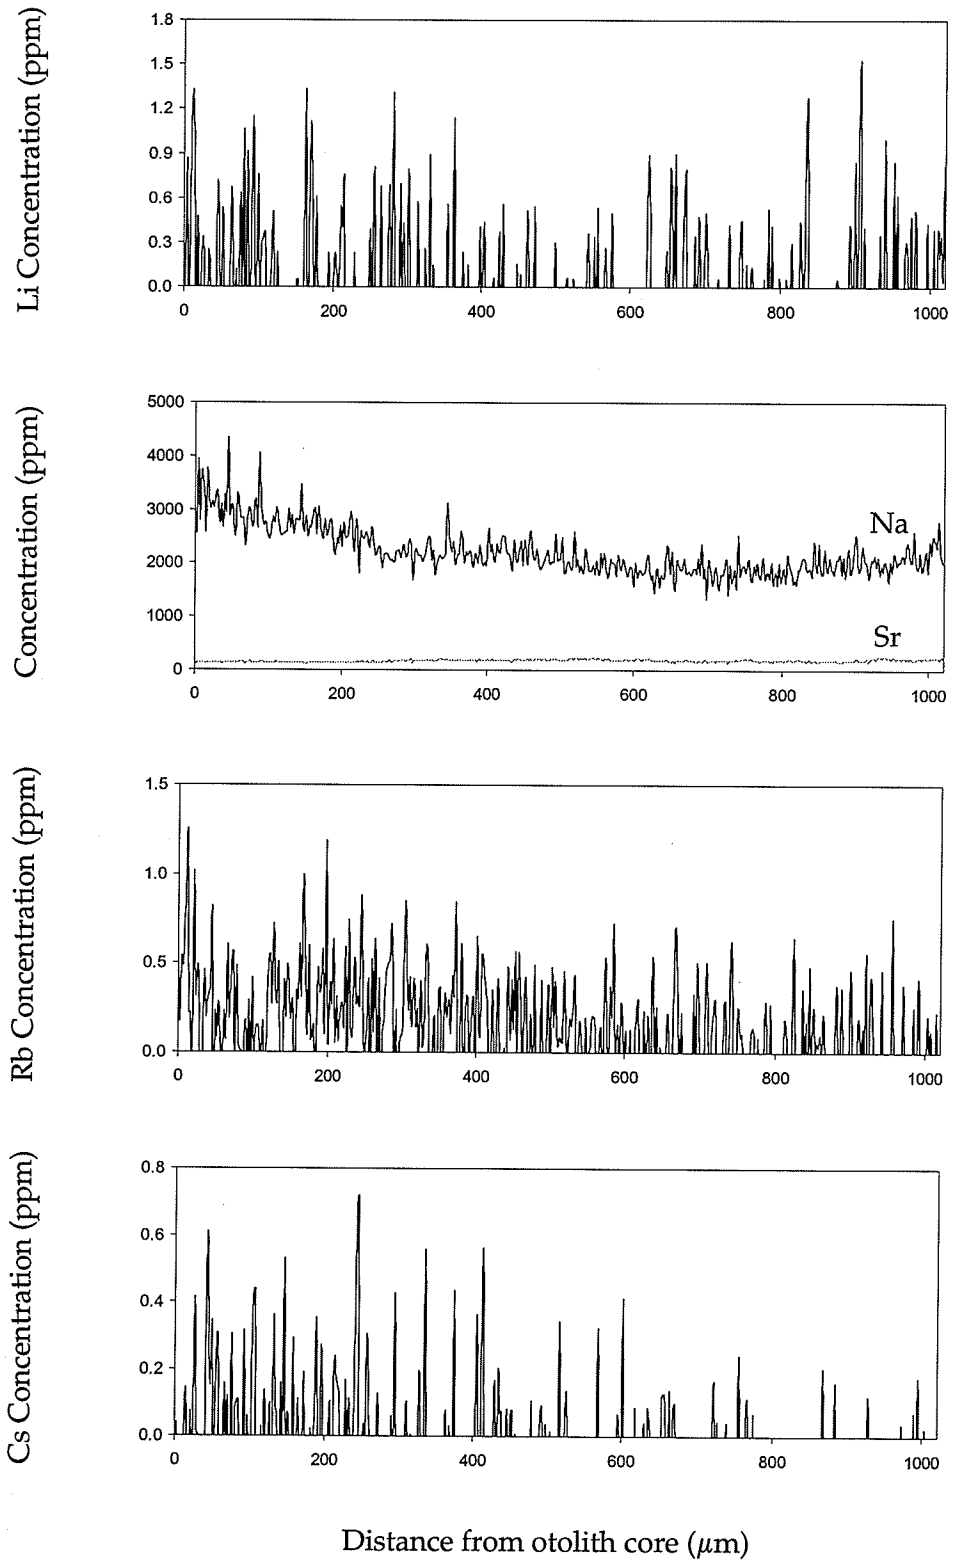 Li Concentration (ppm)
1.8
1.5
1.2
0.9
0.6
0.3
0.0
0 200 400 600 800 1000
Concentration (ppm)
5000
4000
3000
2000
1000
0
Na
Sr
0 200 400 600 800 1000
Rb Concentration (ppm)
1.5
1.0
0.5
0.0
0 200 400 600 800 1000
Cs Concentration (ppm)
0.8
0.6
0.4
0.2
0.0
0 200 400 600 800 1000
Distance from otolith core (μm)